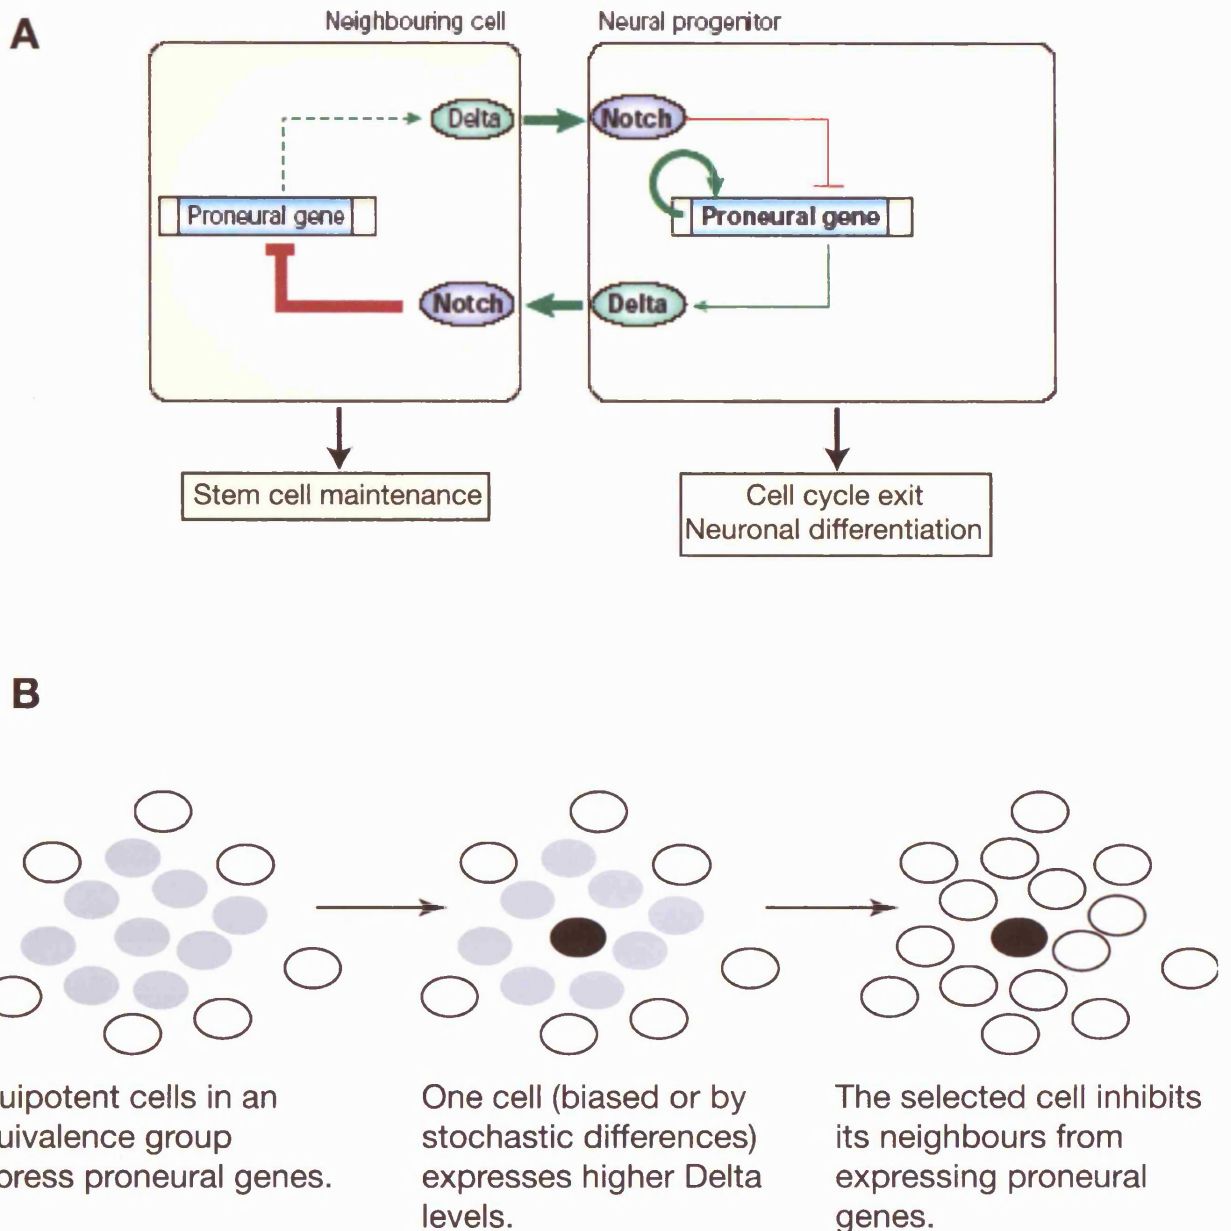 A
Neighbouring cell
Neural progenitor
Delta
Notch
Proneural gene
Proneural gene
Notch
Delta
Stem cell maintenance
Cell cycle exit
Neuronal differentiation
B
uipotent cells in an
uivalence group
press proneural genes.
One cell (biased or by
stochastic differences)
expresses higher Delta
levels.
The selected cell inhibits
its neighbours from
expressing proneural
genes.